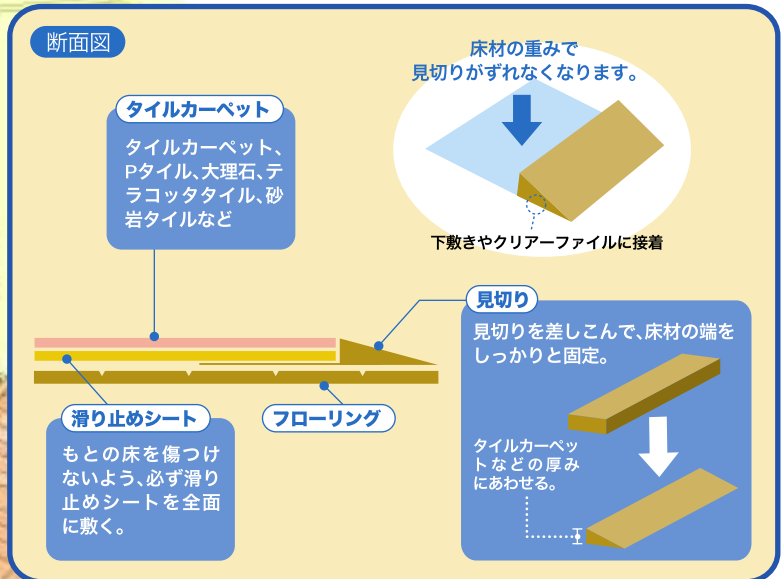 断面図
床材の重みで
見切りがずれなくなります。
下敷きやクリアーファイルに接着
タイルカーペット
タイルカーペット、
Pタイル、大理石、テ
ラコッタタイル、砂
岩タイルなど
見切り
見切りを差しこんで、床材の端を
しっかりと固定。
タイルカーペッ
トなどの厚み
にあわせる。
滑り止めシート
もとの床を傷つけ
ないよう、必ず滑り
止めシートを全面
に敷く。
フローリング